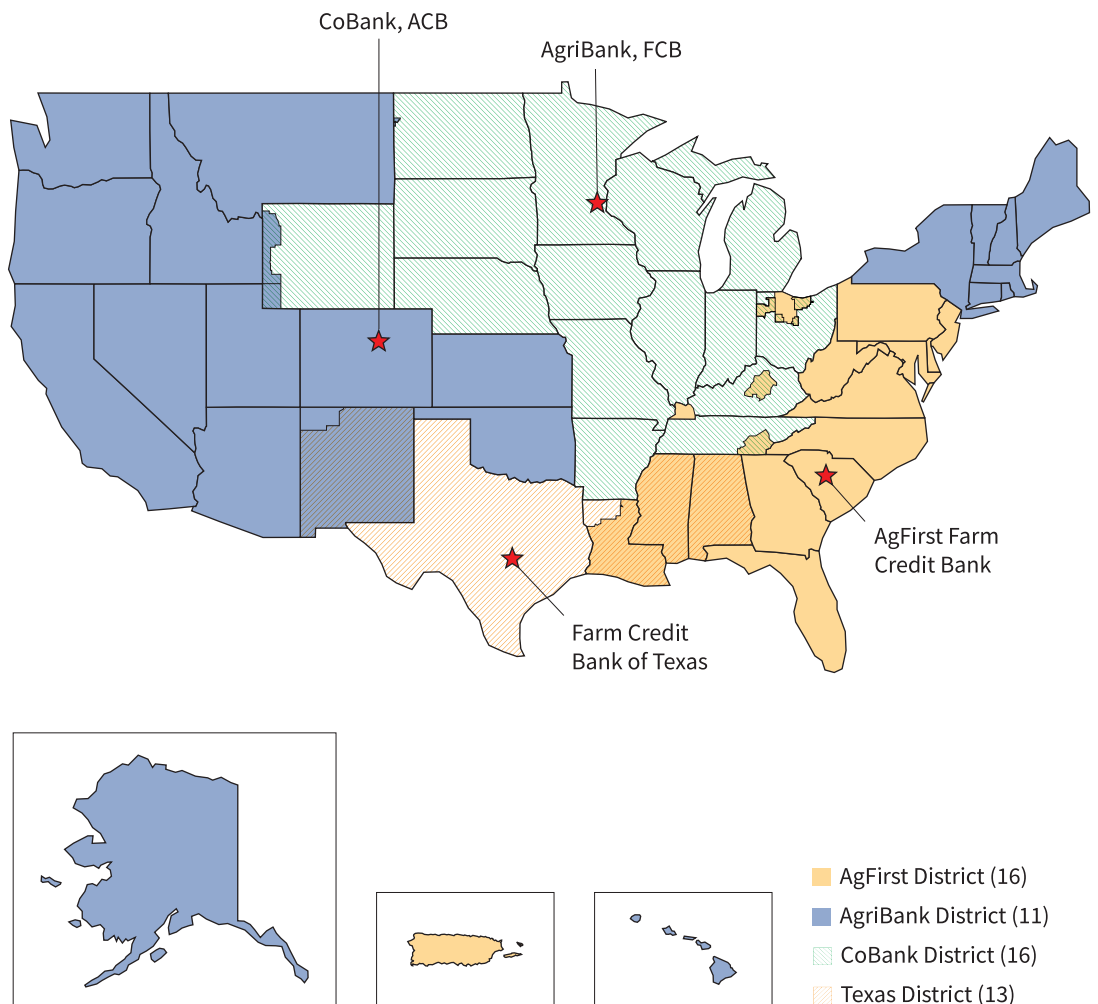 CoBank, ACB
AgriBank, FCB
AgFirst Farm
Credit Bank
Farm Credit
Bank of Texas
AgFirst District (16)
AgriBank District (11)
CoBank District (16)
Texas District (13)